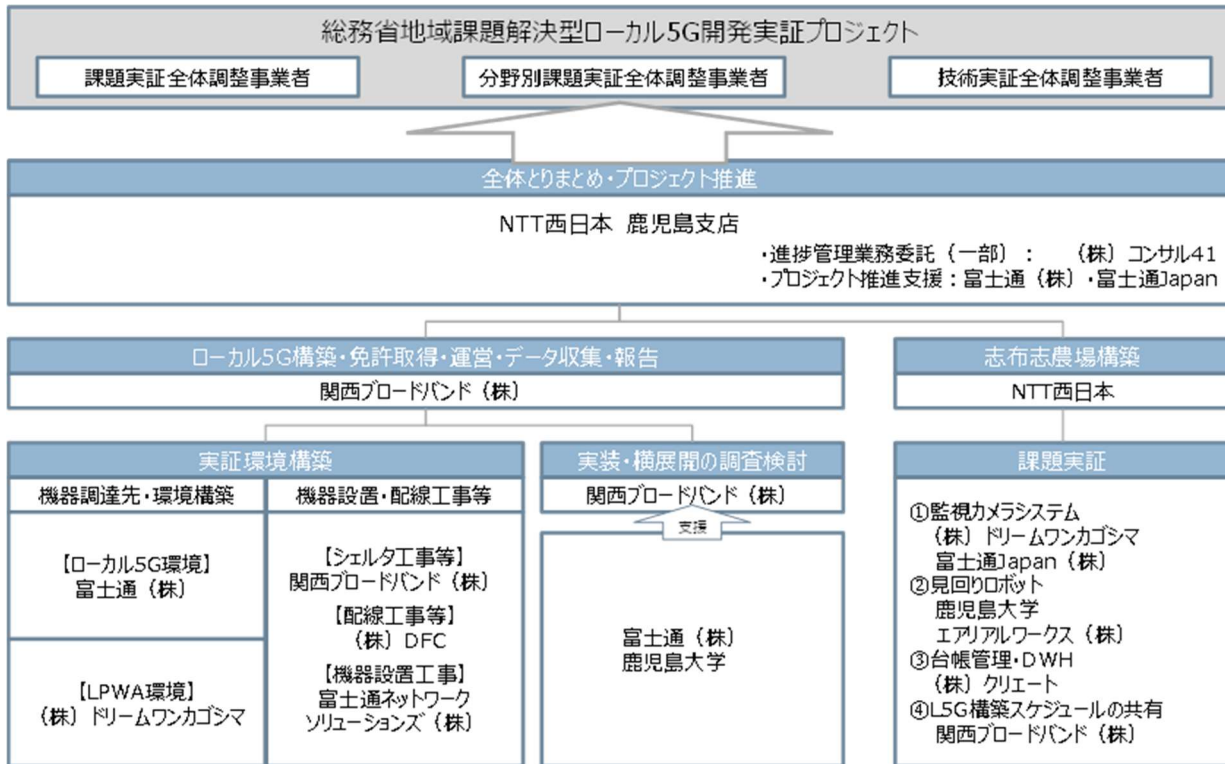 総務省地域課題解決型ローカル5G開発実証プロジェクト
課題実証全体調整事業者
分野別課題実証全体調整事業者
技術実証全体調整事業者
全体とりまとめ・プロジェクト推進
NTT西日本 鹿児島支店
・進捗管理業務委託（一部）： （株）コンサル41
・プロジェクト推進支援：富士通（株）・富士通Japan
ローカル5G構築・免許取得・運営・データ収集・報告
関西ブロードバンド（株）
志布志農場構築
NTT西日本
実証環境構築
機器調達先・環境構築
機器設置・配線工事等
【ローカル5G環境】
富士通（株）
【LPWA環境】
（株）ドリームワンカゴシマ
【シェルタ工事等】
関西ブロードバンド（株）
【配線工事等】
（株）DFC
【機器設置工事】
富士通ネットワーク
ソリューションズ（株）
実装・横展開の調査検討
関西ブロードバンド（株）
支援
富士通（株）
鹿児島大学
課題実証
①監視カメラシステム
（株）ドリームワンカゴシマ
富士通Japan（株）
②見回りロボット
鹿児島大学
エアリアルワークス（株）
③台帳管理・DWH
（株）クリエート
④L5G構築スケジュールの共有
関西ブロードバンド（株）